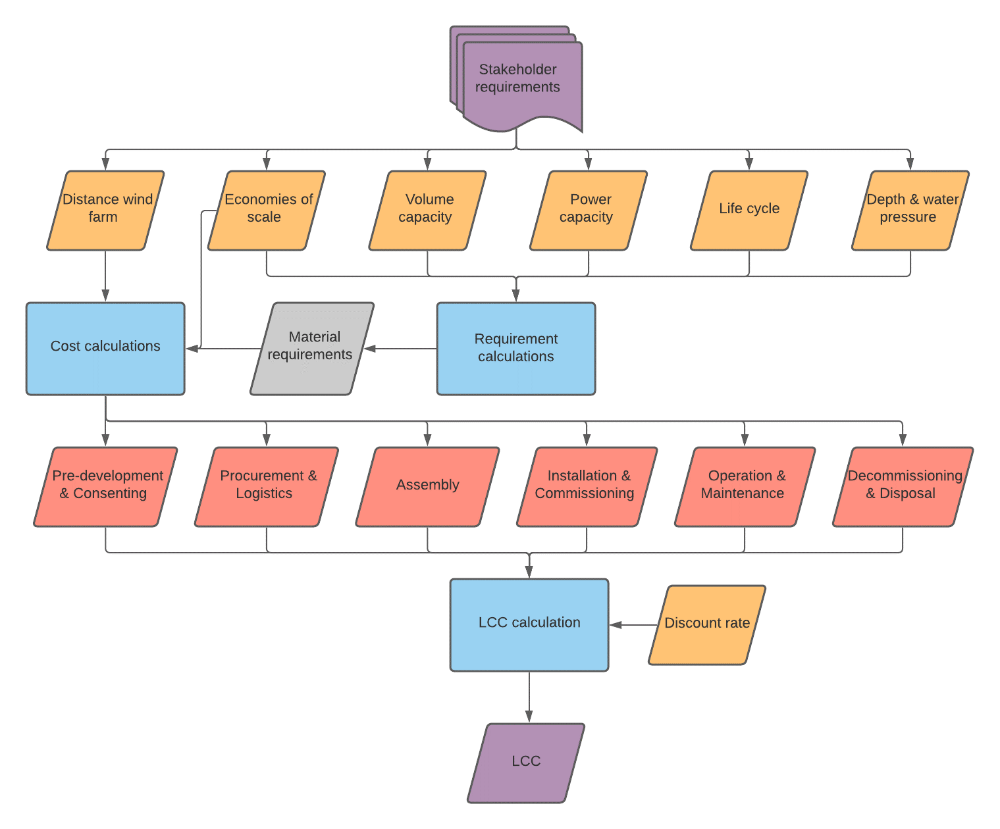 Stakeholder
requirements
Distance wind
farm
Economies of
scale
Volume
capacity
Power
capacity
Life cycle
Depth & water
pressure
Cost calculations
Material
requirements
Requirement
calculations
Pre-development
& Consenting
Procurement &
Logistics
Assembly
Installation &
Commissioning
Operation &
Maintenance
Decommissioning
& Disposal
LCC calculation
Discount rate
LCC